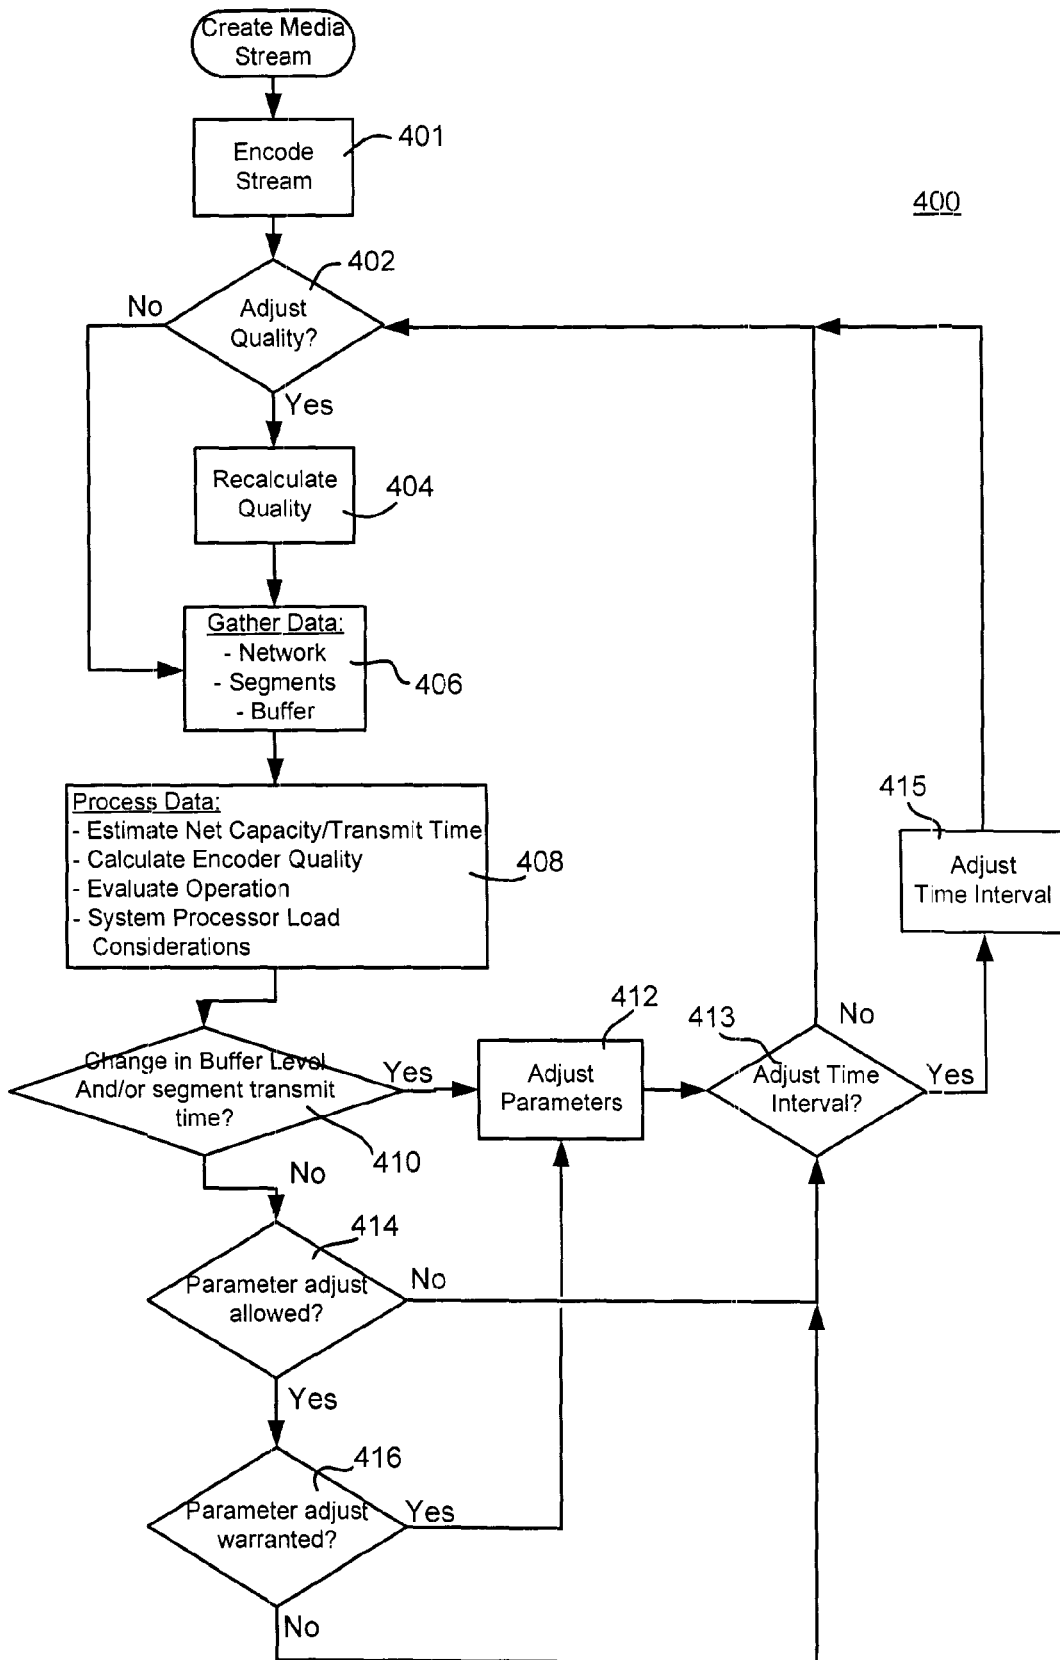 Create Media
Stream
401
Encode
Stream
400
402
No
Adjust
Quality?
Yes
Recalculate
Quality
404
Gather Data:
- Network
- Segments
- Buffer
406
Process Data:
- Estimate Net Capacity/Transmit Time
- Calculate Encoder Quality
- Evaluate Operation
- System Processor Load
Considerations
408
415
Adjust
Time Interval
412
413
No
Change in Buffer Level
And/or segment transmit
time?
Yes
Adjust
Parameters
Adjust Time
Interval?
Yes
410
No
414
Parameter adjust
allowed?
No
Yes
416
Parameter adjust
warranted?
Yes
No